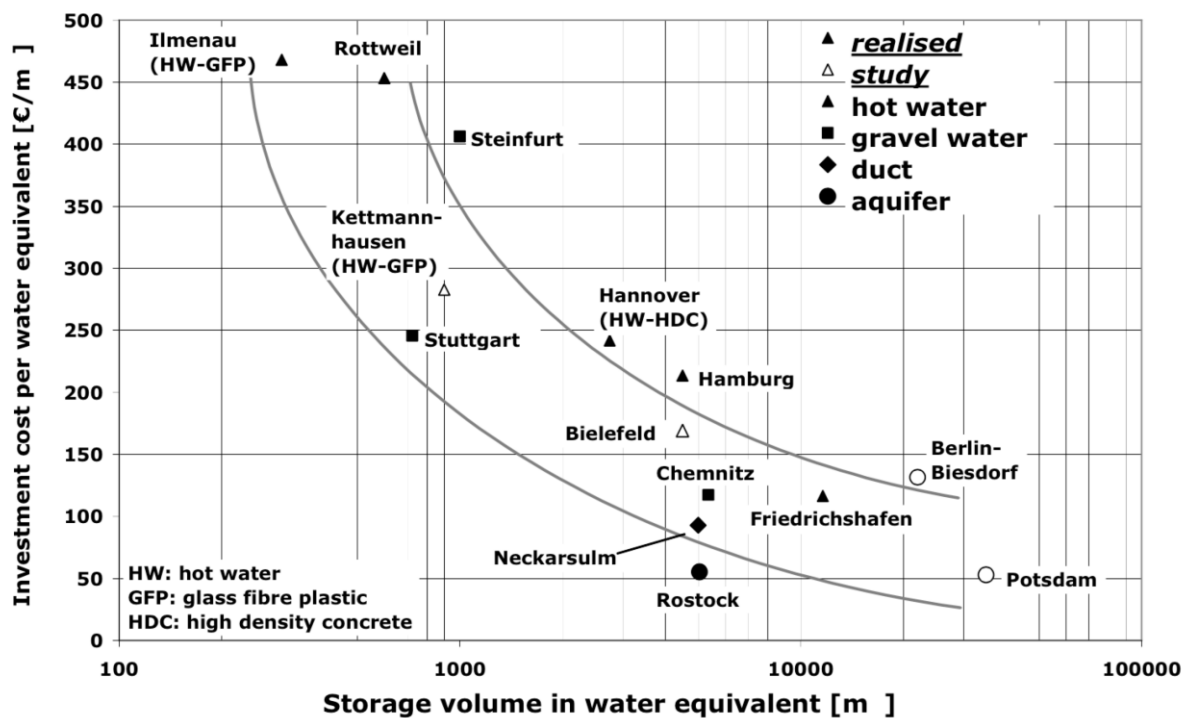 Investment cost per water equivalent [€/m ]
500
450
400
350
300
250
200
150
100
50
0
Ilmenau
(HW-GFP)
Rottweil
Steinfurt
Kettmann-
hausen
(HW-GFP)
Stuttgart
Hannover
(HW-HDC)
Hamburg
Bielefeld
Chemnitz
Berlin-
Biesdorf
Friedrichshafen
Neckarsulm
Rostock
Potsdam
realised
study
hot water
gravel water
duct
aquifer
HW: hot water
GFP: glass fibre plastic
HDC: high density concrete
100
1000
10000
100000
Storage volume in water equivalent [m ]